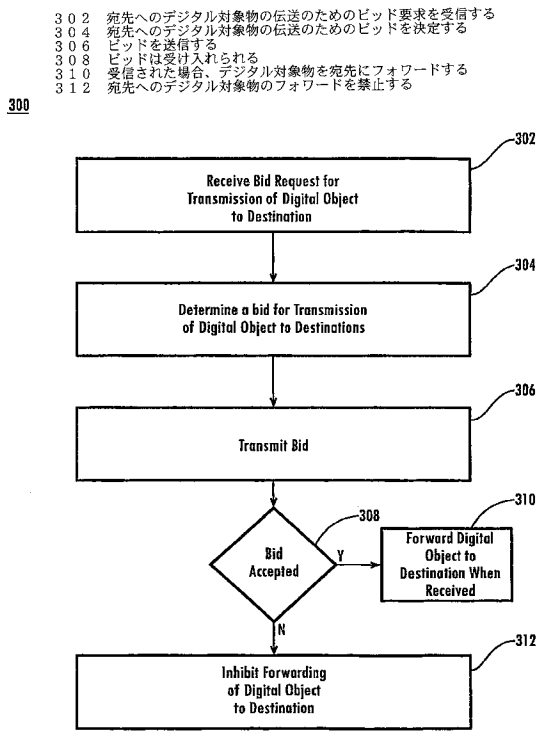 302 宛先へのデジタル対象物の伝送のためのビッド要求を受信する
304 宛先へのデジタル対象物の伝送のためのビッドを決定する
306 ビッドを送信する
308 ビッドは受け入れられる
310 受信された場合、デジタル対象物を宛先にフォワードする
312 宛先へのデジタル対象物のフォワードを禁止する
300
302
Receive Bid Request for
Transmission of Digital Object
to Destination
304
Determine a bid for Transmission
of Digital Object to Destinations
306
Transmit Bid
308
Bid
Accepted
Y
310
Forward Digital
Object to
Destination When
Received
N
312
Inhibit Forwarding
of Digital Object
to Destination